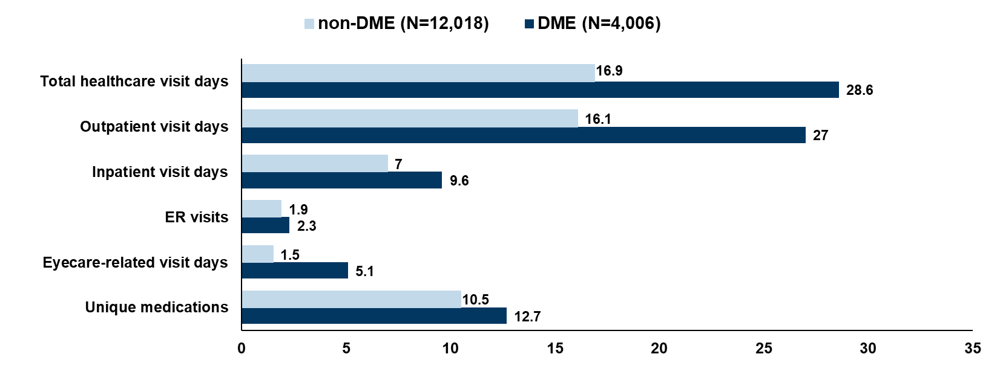 non-DME (N=12,018) DME (N=4,006)
Total healthcare visit days 16.9
28.6
Outpatient visit days 16.1
27
Inpatient visit days 7
9.6
ER visits 1.9
2.3
Eyecare-related visit days 1.5
5.1
Unique medications 10.5
12.7
0 5 10 15 20 25 30 35